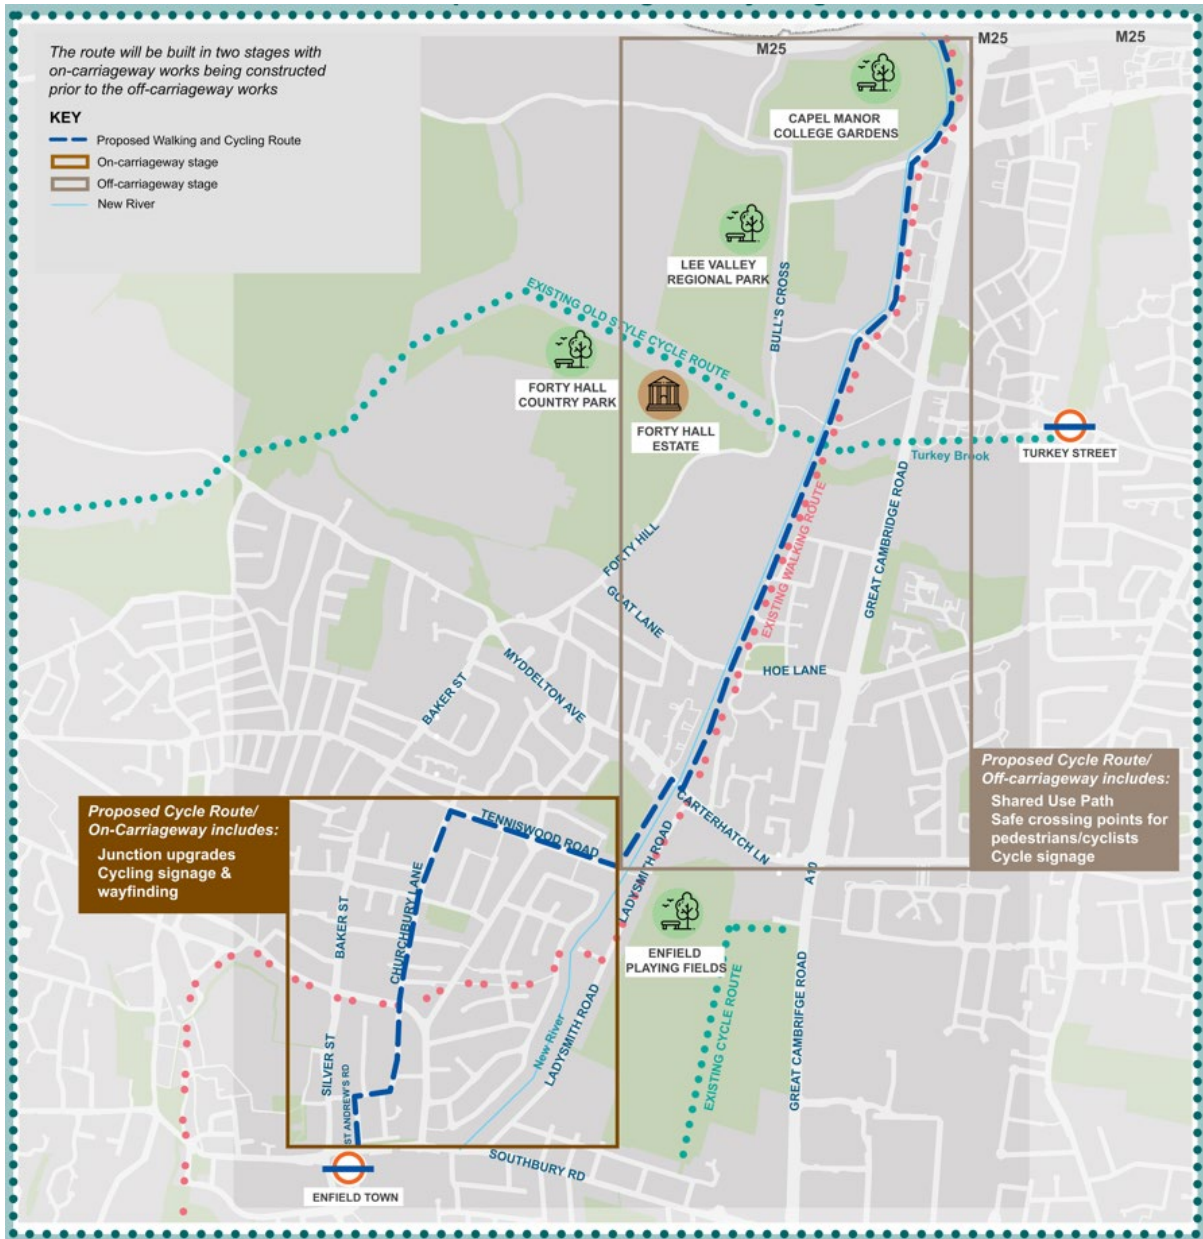 The route will be built in two stages with
on-carriageway works being constructed
prior to the off-carriageway works
KEY
Proposed Walking and Cycling Route
On-carriageway stage
Off-carriageway stage
New River
M25
M25
M25
CAPEL MANOR
COLLEGE GARDENS
LEE VALLEY
REGIONAL PARK
BULL'S CROSS
EXISTING OLD STYLE CYCLE ROUTE
FORTY HALL
COUNTRY PARK
FORTY HALL
ESTATE
Turkey Brook
TURKEY STREET
GREAT CAMBRIDGE ROAD
EXISTING WALKING ROUTE
FORTY HILL
GOAT LANE
HOE LANE
MYDDELTON AVE
BAKER ST
Proposed Cycle Route/
Off-carriageway includes:
Shared Use Path
Safe crossing points for
pedestrians/cyclists
Cycle signage
Proposed Cycle Route/
On-Carriageway includes:
Junction upgrades
Cycling signage &
wayfinding
TENNISWOOD ROAD
CARTERHATCH LN
LADYSMITH ROAD
A10
BAKER ST
CHURCHBURY LANE
ENFIELD
PLAYING FIELDS
EXISTING CYCLE ROUTE
GREAT CAMBRIFGE ROAD
New River
LADYSMITH ROAD
SILVER ST
ST ANDREW'S RD
SOUTHBURY RD
ENFIELD TOWN